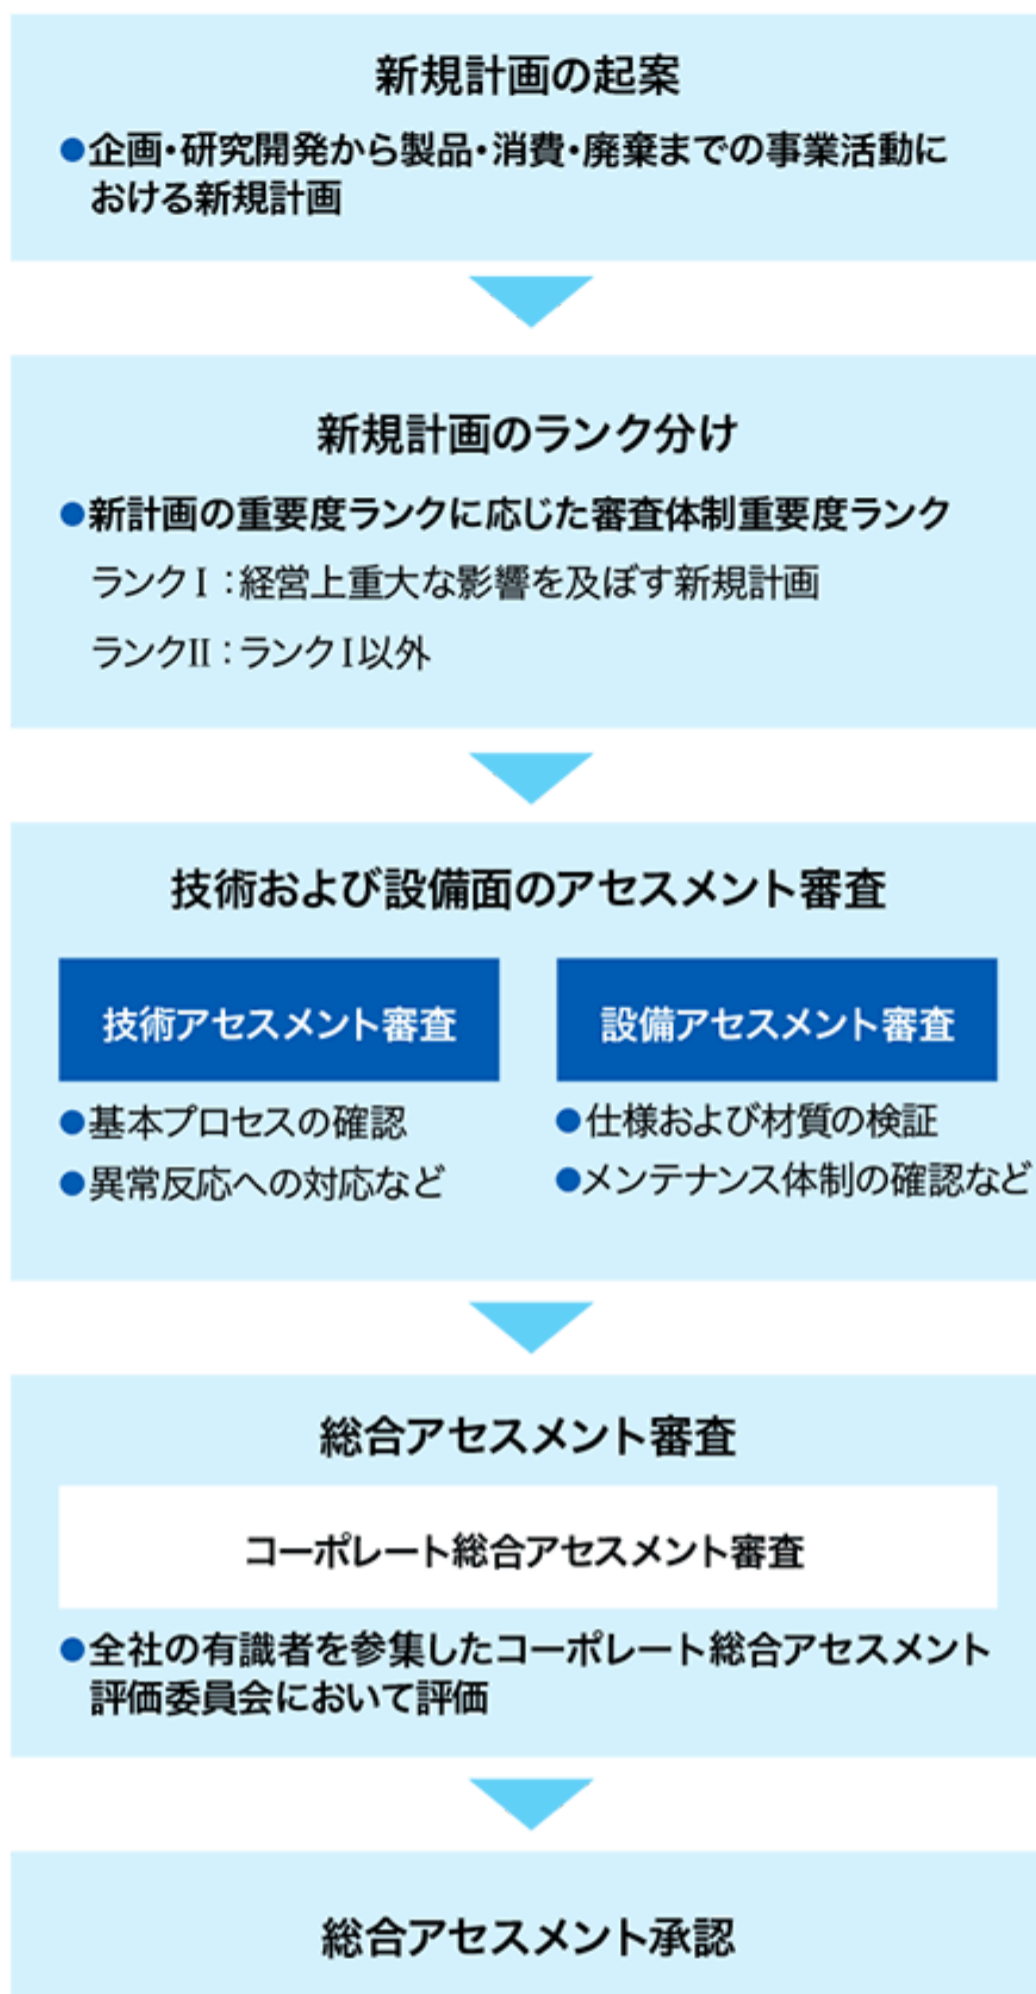 新規計画の起案
●企画・研究開発から製品・消費・廃棄までの事業活動に
おける新規計画
新規計画のランク分け
●新計画の重要度ランクに応じた審査体制重要度ランク
ランクI：経営上重大な影響を及ぼす新規計画
ランクII：ランクI以外
技術および設備面のアセスメント審査
技術アセスメント審査
●基本プロセスの確認
●異常反応への対応など
設備アセスメント審査
●仕様および材質の検証
●メンテナンス体制の確認など
総合アセスメント審査
コーポレート総合アセスメント審査
●全社の有識者を参集したコーポレート総合アセスメント
評価委員会において評価
総合アセスメント承認